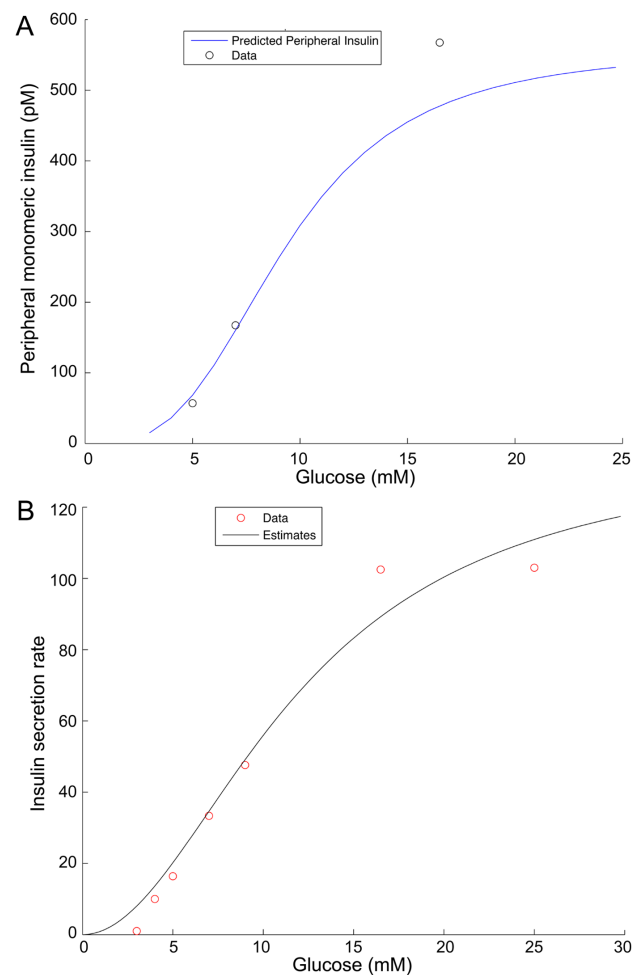 A
Predicted Peripheral Insulin
Data
600
500
400
300
200
100
0
0 5 10 15 20 25
Peripheral monomeric insulin (pM)
Glucose (mM)
B
Data
Estimates
120
100
80
60
40
20
0
0 5 10 15 20 25 30
Insulin secretion rate
Glucose (mM)